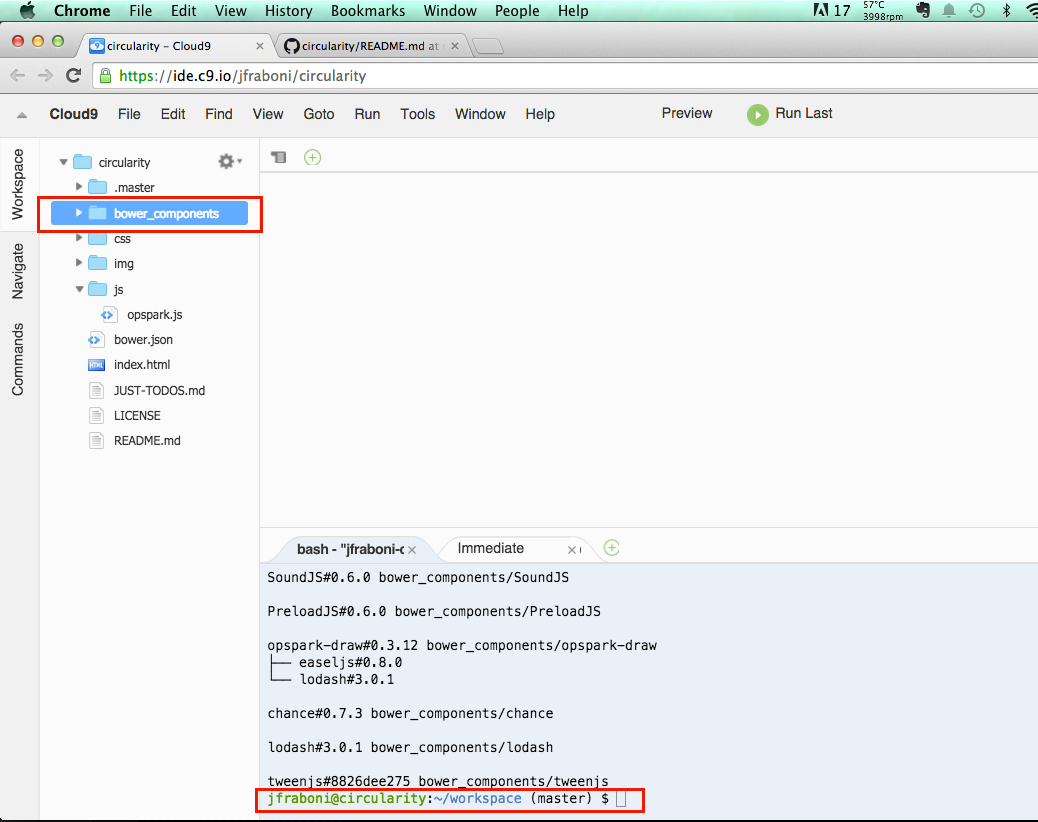 Chrome File Edit View History Bookmarks Window People Help 17 57°C 3998rpm
circularity – Cloud9 × circularity/README.md at ×
https://ide.c9.io/jfraboni/circularity
Cloud9 File Edit Find View Goto Run Tools Window Help Preview Run Last
Workspace
Navigate
Commands
circularity
.master
bower_components
css
img
js
opspark.js
bower.json
HTML index.html
JUST-TODOS.md
LICENSE
README.md
bash - "jfraboni-c × Immediate ×
SoundJS#0.6.0 bower_components/SoundJS
PreloadJS#0.6.0 bower_components/PreloadJS
opspark-draw#0.3.12 bower_components/opspark-draw
├── easeljs#0.8.0
└── lodash#3.0.1
chance#0.7.3 bower_components/chance
lodash#3.0.1 bower_components/lodash
tweenjs#8826dee275 bower_components/tweenjs
jfraboni@circularity:~/workspace (master) $